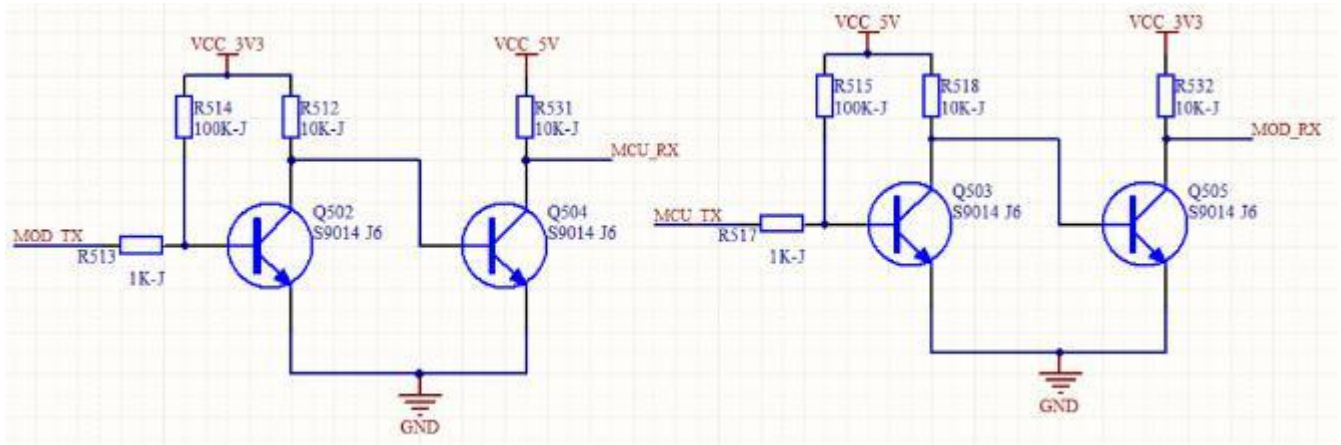 VCC_3V3
R514
100K-J
R512
10K-J
MOD_TX
R513
1K-J
Q502
S9014 J6
VCC_5V
R531
10K-J
MCU_RX
Q504
S9014 J6
GND
VCC_5V
R515
100K-J
R518
10K-J
MCU_TX
R517
1K-J
Q503
S9014 J6
VCC_3V3
R532
10K-J
MOD_RX
Q505
S9014 J6
GND